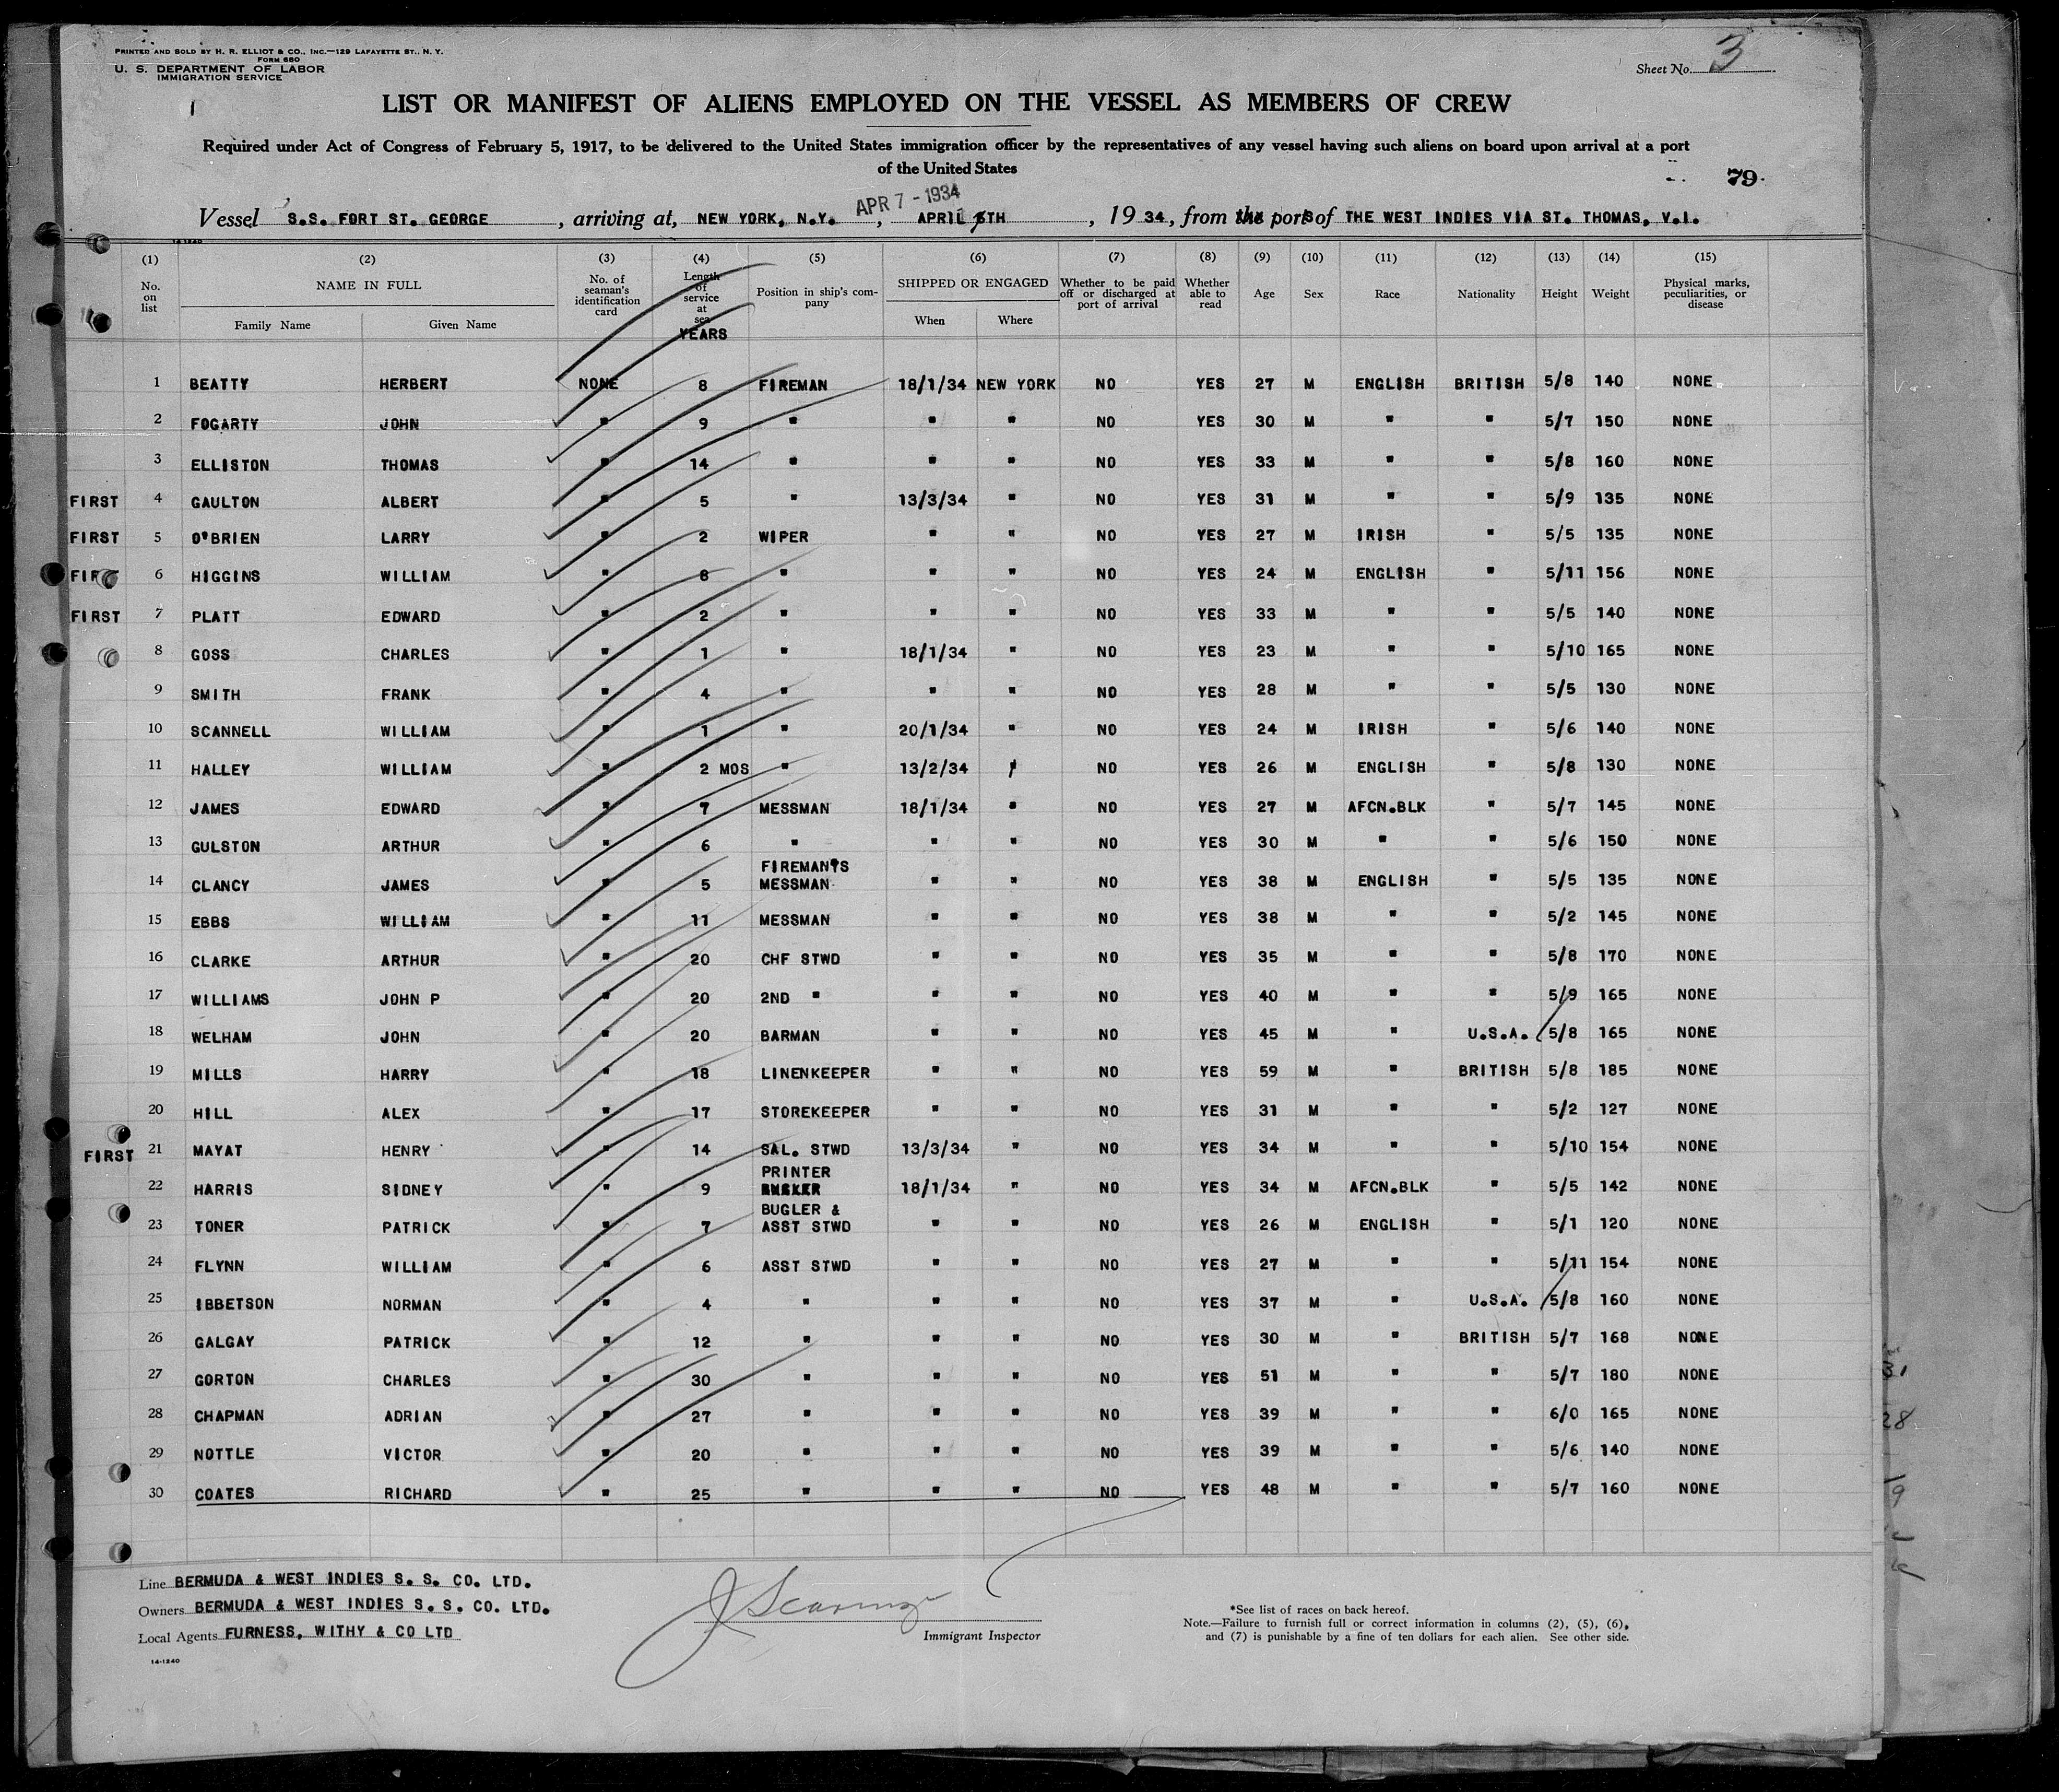 PRINTED AND SOLD BY H. R. ELLIOT & CO., INC.—129 LAFAYETTE ST., N. Y.
FORM 680
U. S. DEPARTMENT OF LABOR
IMMIGRATION SERVICE
Sheet No. 3
LIST OR MANIFEST OF ALIENS EMPLOYED ON THE VESSEL AS MEMBERS OF CREW
Required under Act of Congress of February 5, 1917, to be delivered to the United States immigration officer by the representatives of any vessel having such aliens on board upon arrival at a port
of the United States
79
APR 7 - 1934
Vessel S.S. FORT ST. GEORGE, arriving at, NEW YORK, N.Y., APRIL TH, 1934, from the ports of THE WEST INDIES VIA ST. THOMAS, V.I.
14-1240
(1) (2) (3) (4) (5) (6) (7) (8) (9) (10) (11) (12) (13) (14) (15)
No. on list NAME IN FULL Family Name Given Name No. of seaman's identification card Length of service at sea YEARS Position in ship's company SHIPPED OR ENGAGED When Where Whether to be paid off or discharged at port of arrival Whether able to read Age Sex Race Nationality Height Weight Physical marks, peculiarities, or disease
1 BEATTY HERBERT NONE 8 FIREMAN 18/1/34 NEW YORK NO YES 27 M ENGLISH BRITISH 5/8 140 NONE
2 FOGARTY JOHN " 9 " " " NO YES 30 M " " 5/7 150 NONE
3 ELLISTON THOMAS " 14 " " " NO YES 33 M " " 5/8 160 NONE
FIRST 4 GAULTON ALBERT " 5 " 13/3/34 " NO YES 31 M " " 5/9 135 NONE
FIRST 5 O'BRIEN LARRY " 2 WIPER " " NO YES 27 M IRISH " 5/5 135 NONE
FIRST 6 HIGGINS WILLIAM " 8 " " " NO YES 24 M ENGLISH " 5/11 156 NONE
FIRST 7 PLATT EDWARD " 2 " " " NO YES 33 M " " 5/5 140 NONE
8 GOSS CHARLES " 1 " 18/1/34 " NO YES 23 M " " 5/10 165 NONE
9 SMITH FRANK " 4 " " " NO YES 28 M " " 5/5 130 NONE
10 SCANNELL WILLIAM " 1 " 20/1/34 " NO YES 24 M IRISH " 5/6 140 NONE
11 HALLEY WILLIAM " 2 MOS " 13/2/34 " NO YES 26 M ENGLISH " 5/8 130 NONE
12 JAMES EDWARD " 7 MESSMAN 18/1/34 " NO YES 27 M AFCN.BLK " 5/7 145 NONE
13 GULSTON ARTHUR " 6 " " " NO YES 30 M " " 5/6 150 NONE
14 CLANCY JAMES " 5 FIREMAN'S MESSMAN " " NO YES 38 M ENGLISH " 5/5 135 NONE
15 EBBS WILLIAM " 11 MESSMAN " " NO YES 38 M " " 5/2 145 NONE
16 CLARKE ARTHUR " 20 CHF STWD " " NO YES 35 M " " 5/8 170 NONE
17 WILLIAMS JOHN P " 20 2ND " " " NO YES 40 M " " 5/9 165 NONE
18 WELHAM JOHN " 20 BARMAN " " NO YES 45 M " U.S.A. 5/8 165 NONE
19 MILLS HARRY " 18 LINENKEEPER " " NO YES 59 M " BRITISH 5/8 185 NONE
20 HILL ALEX " 17 STOREKEEPER " " NO YES 31 M " " 5/2 127 NONE
FIRST 21 MAYAT HENRY " 14 SAL. STWD 13/3/34 " NO YES 34 M " " 5/10 154 NONE
22 HARRIS SIDNEY " 9 PRINTER 18/1/34 " NO YES 34 M AFCN.BLK " 5/5 142 NONE
23 TONER PATRICK " 7 BUGLER & ASST STWD " " NO YES 26 M ENGLISH " 5/1 120 NONE
24 FLYNN WILLIAM " 6 ASST STWD " " NO YES 27 M " " 5/11 154 NONE
25 IBBETSON NORMAN " 4 " " " NO YES 37 M " U.S.A. 5/8 160 NONE
26 GALGAY PATRICK " 12 " " " NO YES 30 M " BRITISH 5/7 168 NONE
27 GORTON CHARLES " 30 " " " NO YES 51 M " " 5/7 180 NONE
28 CHAPMAN ADRIAN " 27 " " " NO YES 39 M " " 6/0 165 NONE
29 NOTTLE VICTOR " 20 " " " NO YES 39 M " " 5/6 140 NONE
30 COATES RICHARD " 25 " " " NO YES 48 M " " 5/7 160 NONE
Line BERMUDA & WEST INDIES S. S. CO. LTD.
Owners BERMUDA & WEST INDIES S. S. CO. LTD.
Local Agents FURNESS, WITHY & CO LTD
14-1240
Immigrant Inspector
*See list of races on back hereof.
Note.—Failure to furnish full or correct information in columns (2), (5), (6),
and (7) is punishable by a fine of ten dollars for each alien. See other side.